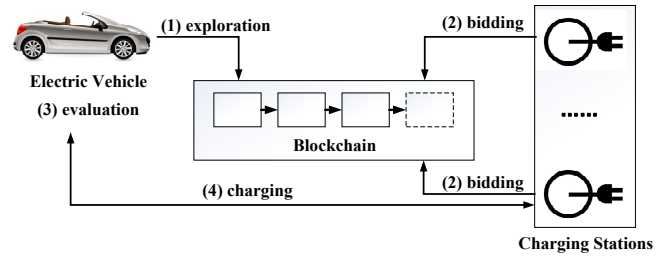 (1) exploration
(2) bidding
Electric Vehicle
(3) evaluation
......
Blockchain
(2) bidding
(4) charging
Charging Stations